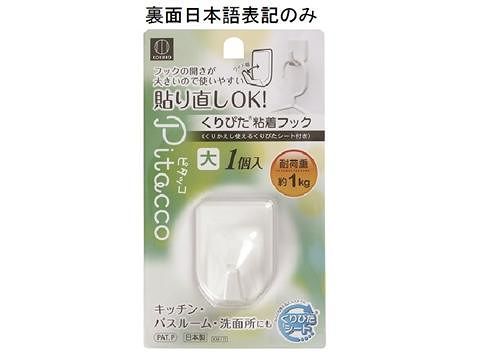 裏面日本語表記のみ
KOKUBO
フックの開きが
大きいので使いやすい
貼り直しOK!
くりぴた®粘着フック
(くりかえし使えるくりぴたシート付き)
Pitacco
ピタッコ
大 1個入
耐荷重
約1kg
キッチン・
バスルーム・洗面所にも
くりぴた
シート
PAT.P 日本製